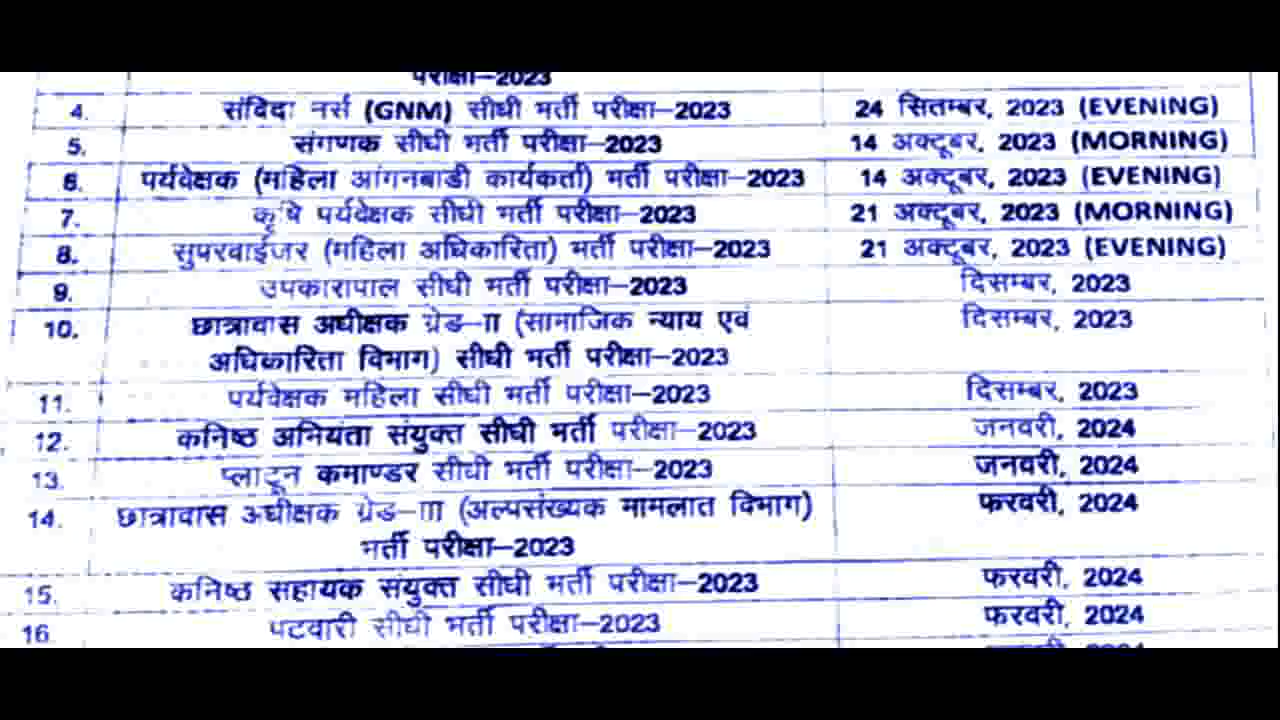 परीक्षा–2023
4. संविदा नर्स (GNM) सीधी भर्ती परीक्षा–2023 24 सितम्बर, 2023 (EVENING)
5. संगणक सीधी भर्ती परीक्षा–2023 14 अक्टूबर, 2023 (MORNING)
6. पर्यवेक्षक (महिला आंगनबाडी कार्यकर्ता) भर्ती परीक्षा–2023 14 अक्टूबर, 2023 (EVENING)
7. कृषि पर्यवेक्षक सीधी भर्ती परीक्षा–2023 21 अक्टूबर, 2023 (MORNING)
8. सुपरवाईजर (महिला अधिकारिता) भर्ती परीक्षा–2023 21 अक्टूबर, 2023 (EVENING)
9. उपकारापाल सीधी भर्ती परीक्षा–2023 दिसम्बर, 2023
10. छात्रावास अधीक्षक ग्रेड–II (सामाजिक न्याय एवं दिसम्बर, 2023
अधिकारिता विभाग) सीधी भर्ती परीक्षा–2023
11. पर्यवेक्षक महिला सीधी भर्ती परीक्षा–2023 दिसम्बर, 2023
12. कनिष्ठ अभियंता संयुक्त सीधी भर्ती परीक्षा–2023 जनवरी, 2024
13. प्लाटून कमाण्डर सीधी भर्ती परीक्षा–2023 जनवरी, 2024
14. छात्रावास अधीक्षक ग्रेड–III (अल्पसंख्यक मामलात विभाग) फरवरी, 2024
भर्ती परीक्षा–2023
15. कनिष्ठ सहायक संयुक्त सीधी भर्ती परीक्षा–2023 फरवरी, 2024
16 पटवारी सीधी भर्ती परीक्षा–2023 फरवरी, 2024